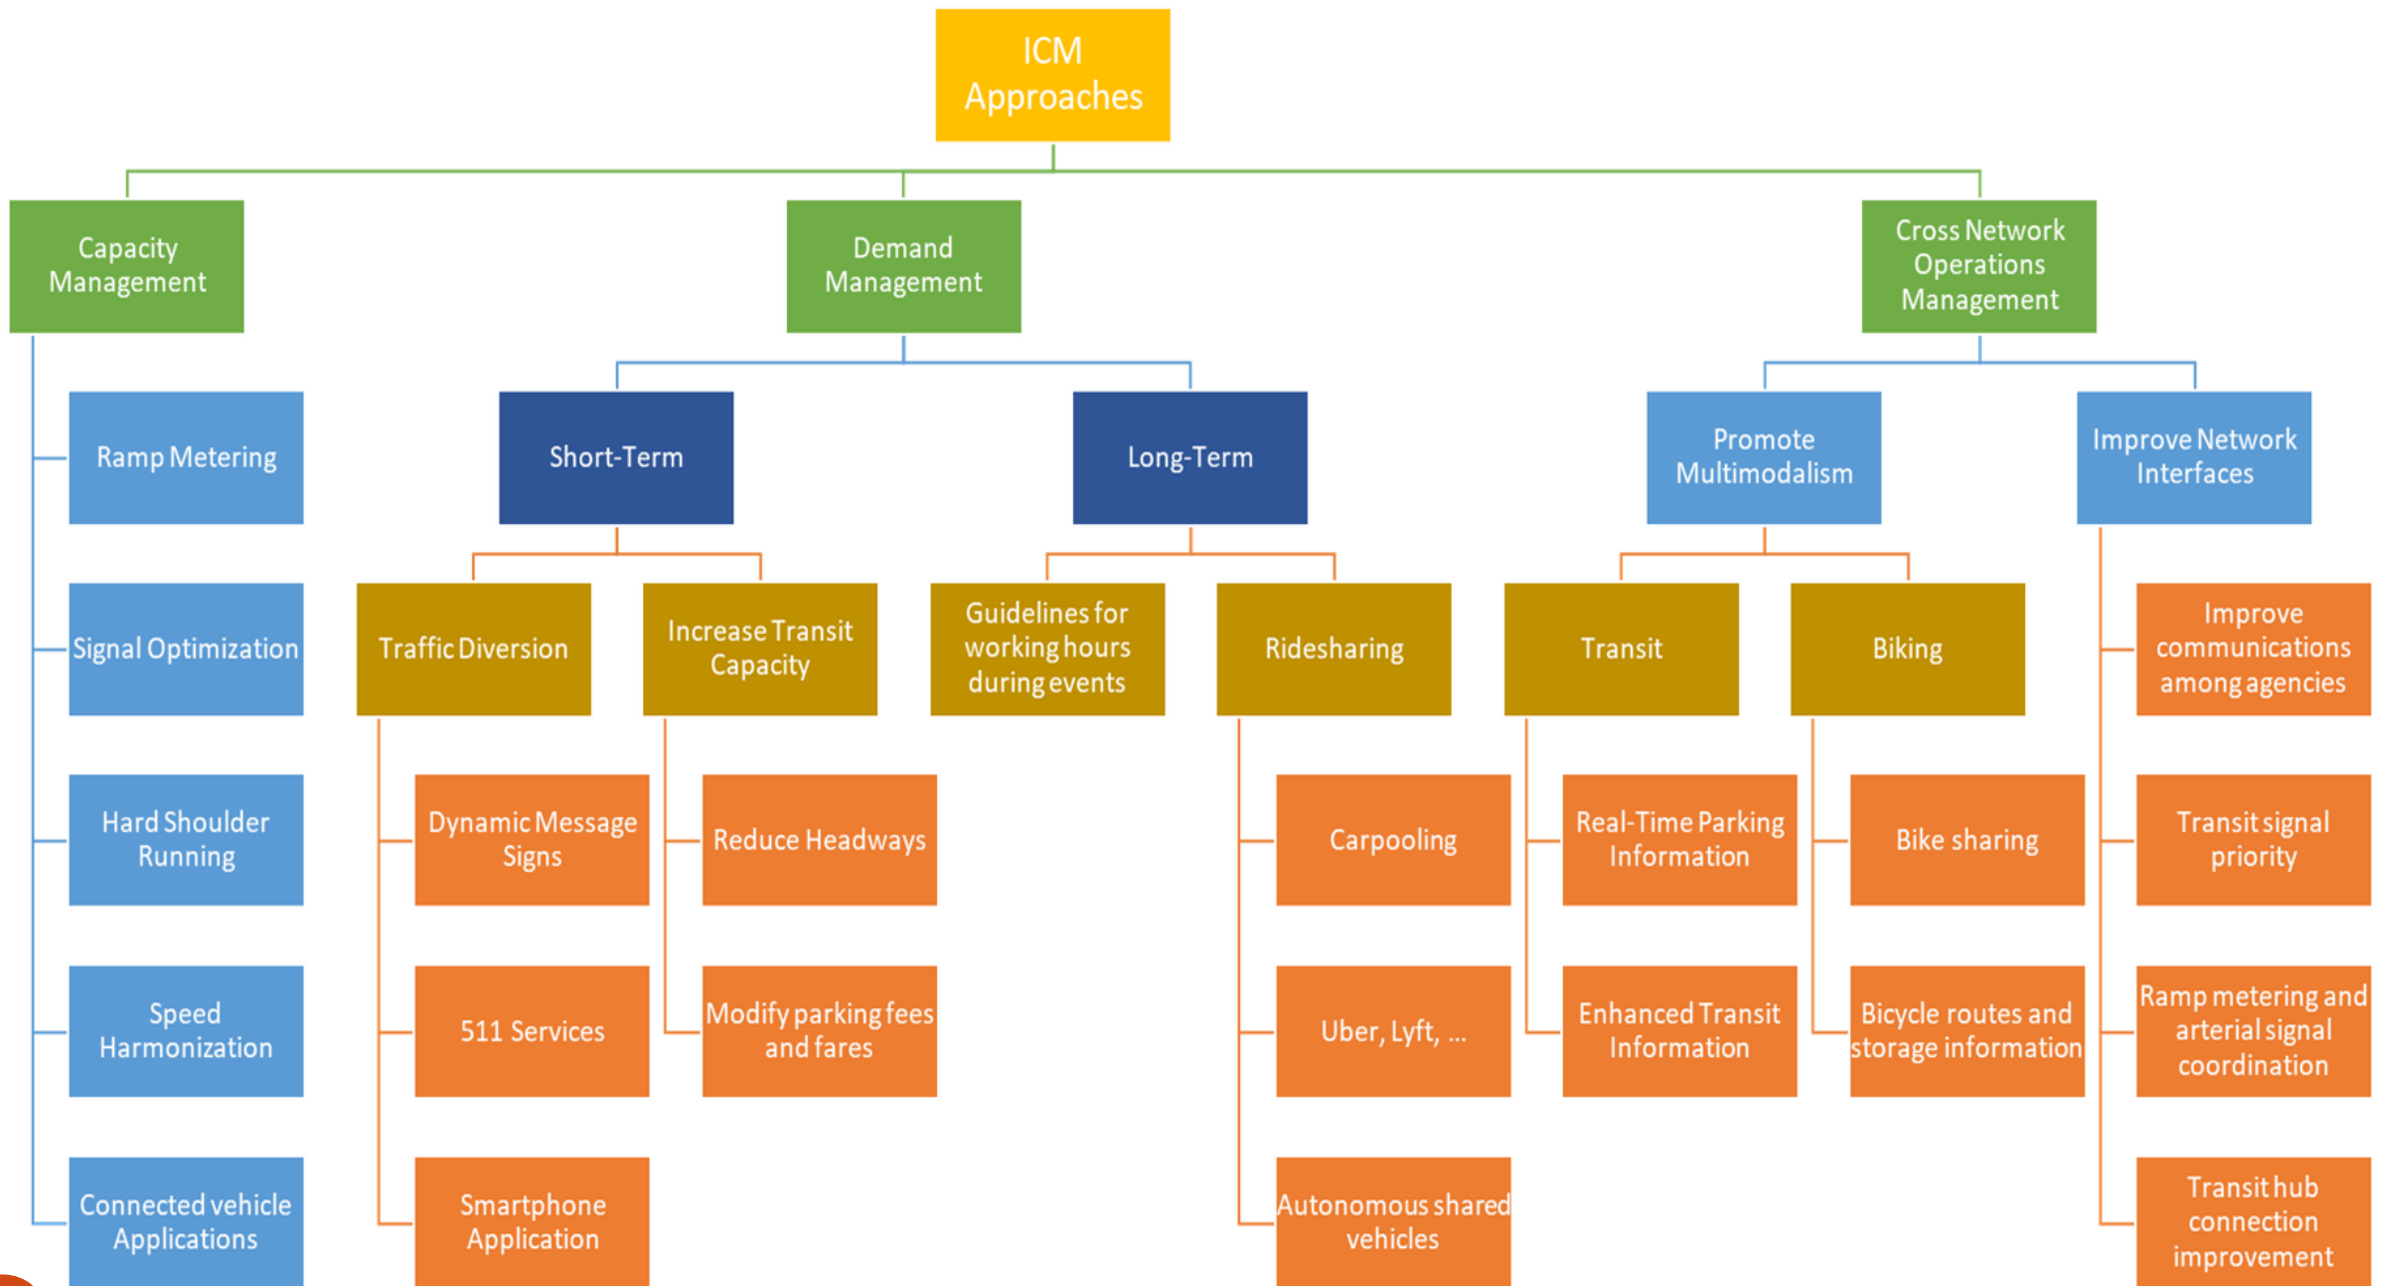 ICM
Approaches
Capacity
Management
Demand
Management
Cross Network
Operations
Management
Ramp Metering
Short-Term
Long-Term
Promote
Multimodalism
Improve Network
Interfaces
Signal Optimization
Traffic Diversion
Increase Transit
Capacity
Guidelines for
working hours
during events
Ridesharing
Transit
Biking
Improve
communications
among agencies
Hard Shoulder
Running
Dynamic Message
Signs
Reduce Headways
Carpooling
Real-Time Parking
Information
Bike sharing
Transit signal
priority
Speed
Harmonization
511 Services
Modify parking fees
and fares
Uber, Lyft, ...
Enhanced Transit
Information
Bicycle routes and
storage information
Ramp metering and
arterial signal
coordination
Connected vehicle
Applications
Smartphone
Application
Autonomous shared
vehicles
Transit hub
connection
improvement